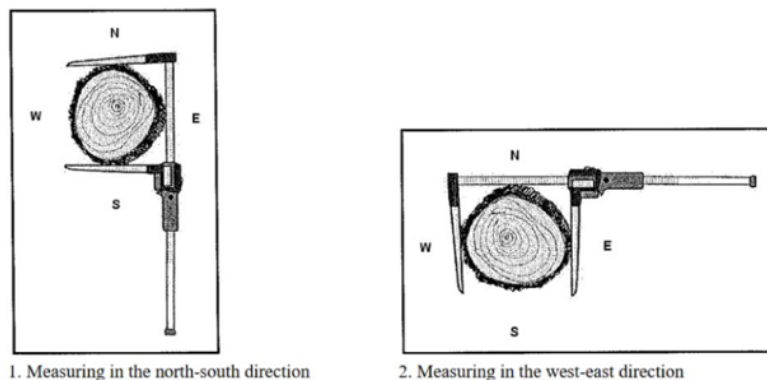 N
W
E
S
1. Measuring in the north-south direction
N
W
E
S
2. Measuring in the west-east direction